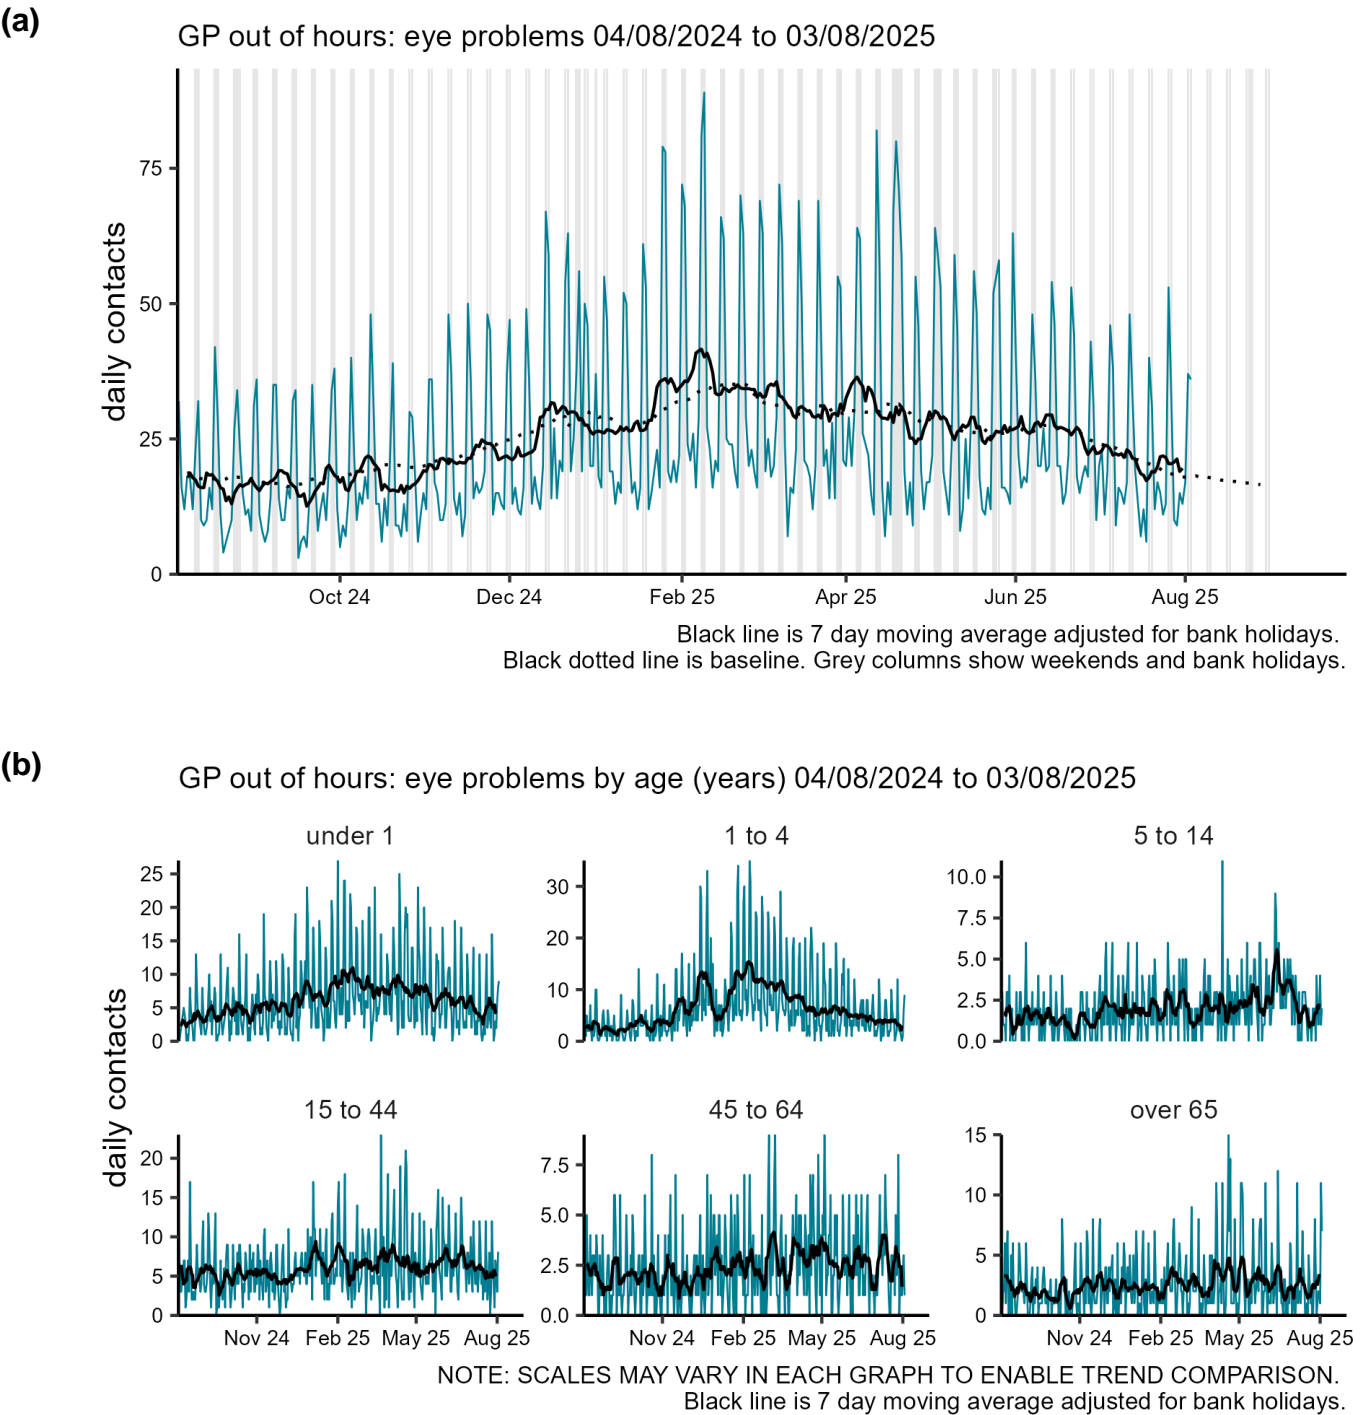 (a)
GP out of hours: eye problems 04/08/2024 to 03/08/2025
daily contacts
75
50
25
0
Oct 24 Dec 24 Feb 25 Apr 25 Jun 25 Aug 25
Black line is 7 day moving average adjusted for bank holidays.
Black dotted line is baseline. Grey columns show weekends and bank holidays.
(b)
GP out of hours: eye problems by age (years) 04/08/2024 to 03/08/2025
daily contacts
under 1
25
20
15
10
5
0
1 to 4
30
20
10
0
5 to 14
10.0
7.5
5.0
2.5
0.0
15 to 44
20
15
10
5
0
Nov 24 Feb 25 May 25 Aug 25
45 to 64
7.5
5.0
2.5
0.0
Nov 24 Feb 25 May 25 Aug 25
over 65
15
10
5
0
Nov 24 Feb 25 May 25 Aug 25
NOTE: SCALES MAY VARY IN EACH GRAPH TO ENABLE TREND COMPARISON.
Black line is 7 day moving average adjusted for bank holidays.